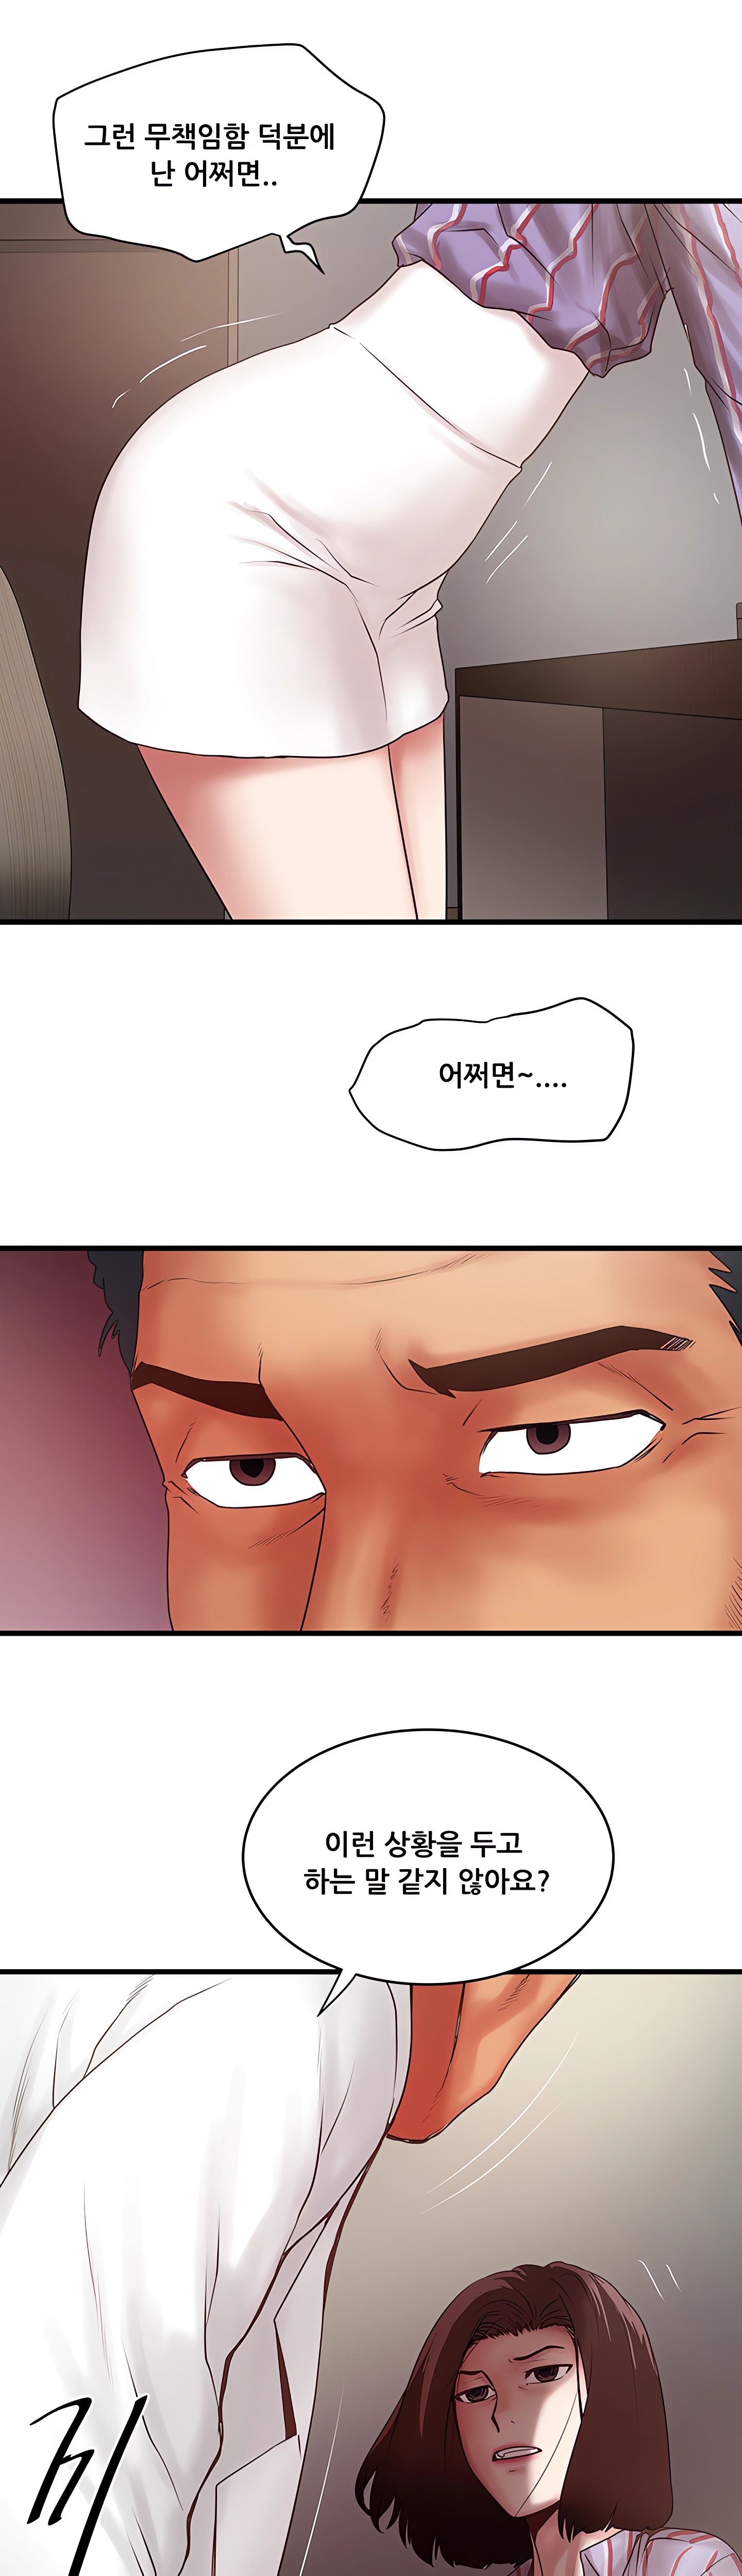 그런 무책임함 덕분에
난 어쩌면..
어쩌면~....
이런 상황을 두고
하는 말 같지 않아요?